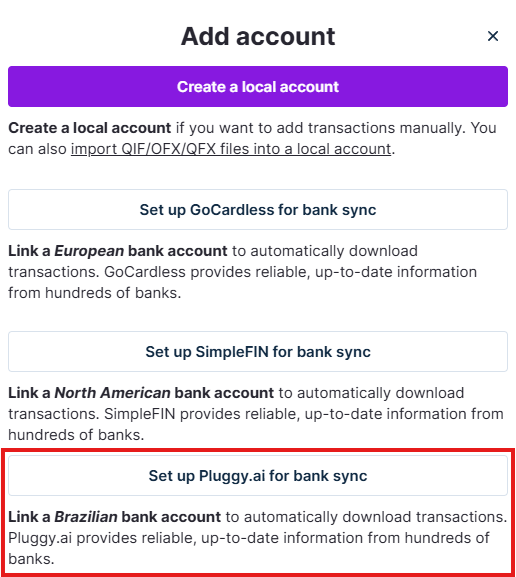 Add account
Create a local account
Create a local account if you want to add transactions manually. You
can also import QIF/OFX/QFX files into a local account.
Set up GoCardless for bank sync
Link a European bank account to automatically download
transactions. GoCardless provides reliable, up-to-date information
from hundreds of banks.
Set up SimpleFIN for bank sync
Link a North American bank account to automatically download
transactions. SimpleFIN provides reliable, up-to-date information from
hundreds of banks.
Set up Pluggy.ai for bank sync
Link a Brazilian bank account to automatically download transactions.
Pluggy.ai provides reliable, up-to-date information from hundreds of
banks.